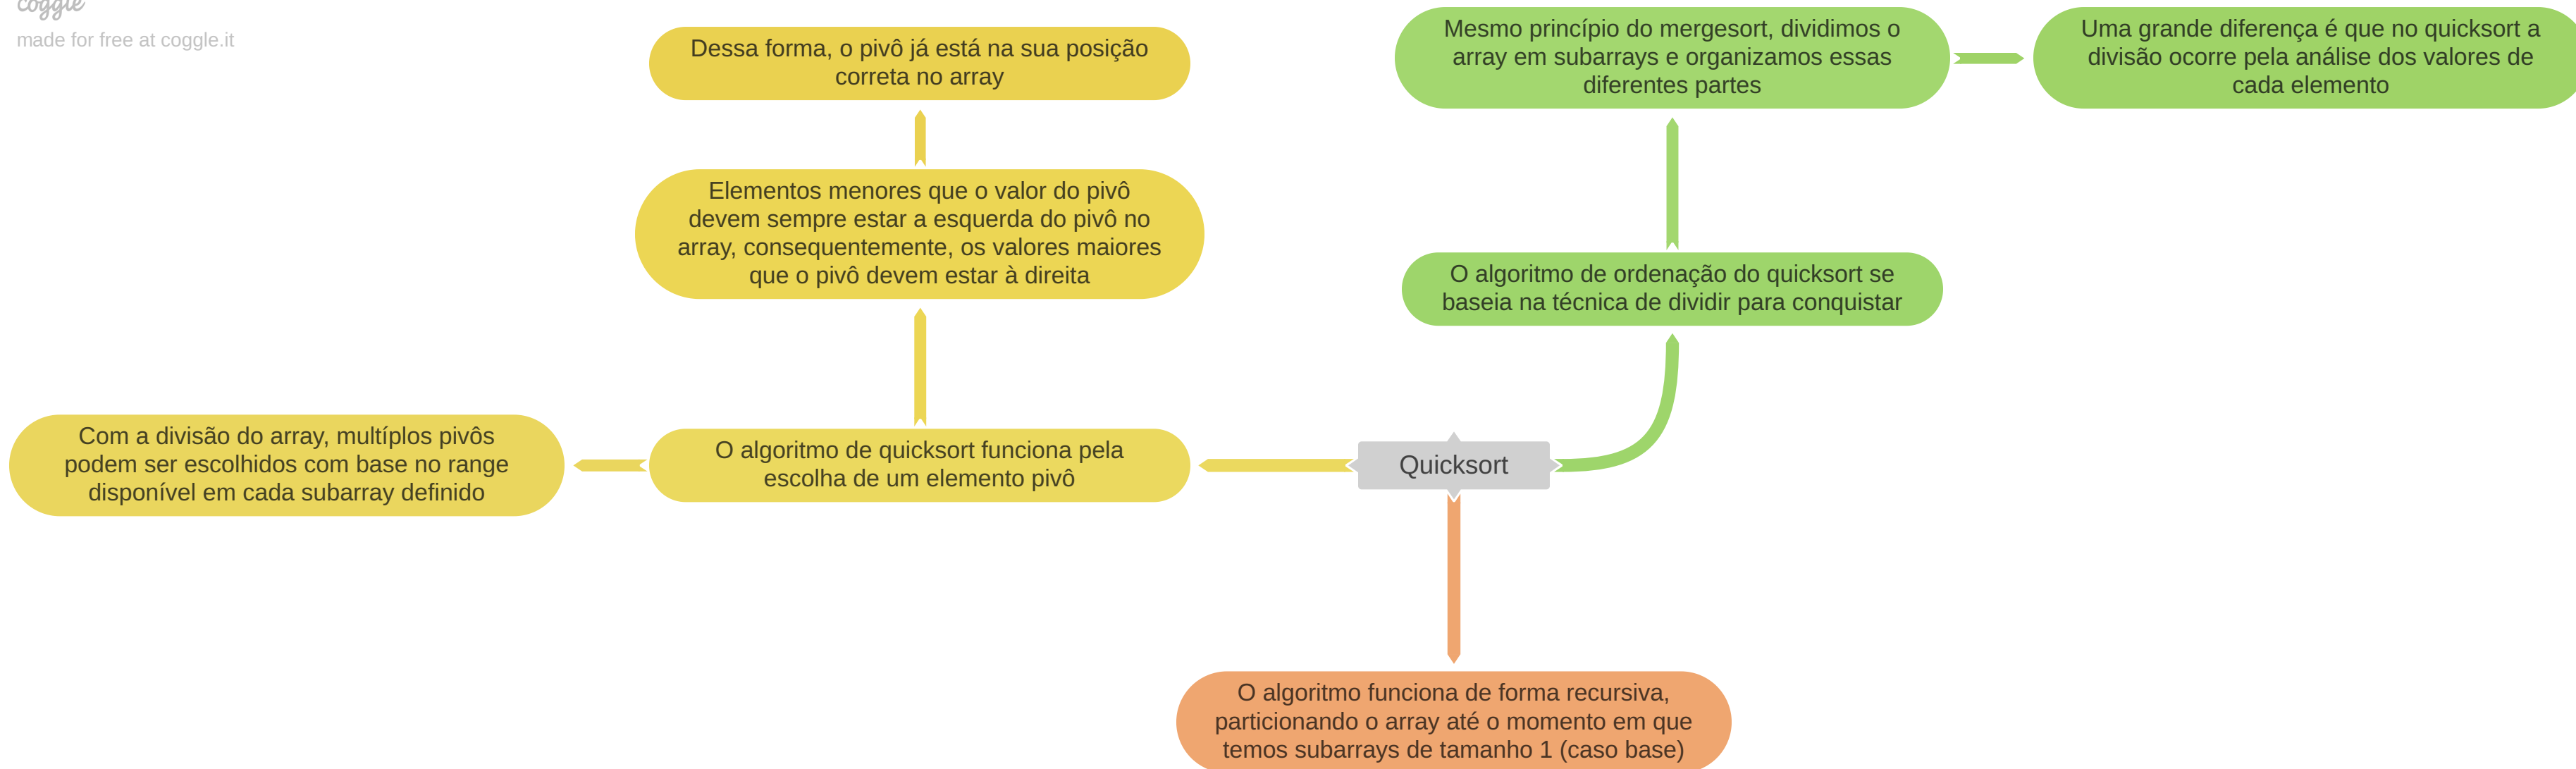 coggle
made for free at coggle.it
Dessa forma, o pivô já está na sua posição
correta no array
Mesmo princípio do mergesort, dividimos o
array em subarrays e organizamos essas
diferentes partes
Uma grande diferença é que no quicksort a
divisão ocorre pela análise dos valores de
cada elemento
Elementos menores que o valor do pivô
devem sempre estar a esquerda do pivô no
array, consequentemente, os valores maiores
que o pivô devem estar à direita
O algoritmo de ordenação do quicksort se
baseia na técnica de dividir para conquistar
Com a divisão do array, multíplos pivôs
podem ser escolhidos com base no range
disponível em cada subarray definido
O algoritmo de quicksort funciona pela
escolha de um elemento pivô
Quicksort
O algoritmo funciona de forma recursiva,
particionando o array até o momento em que
temos subarrays de tamanho 1 (caso base)